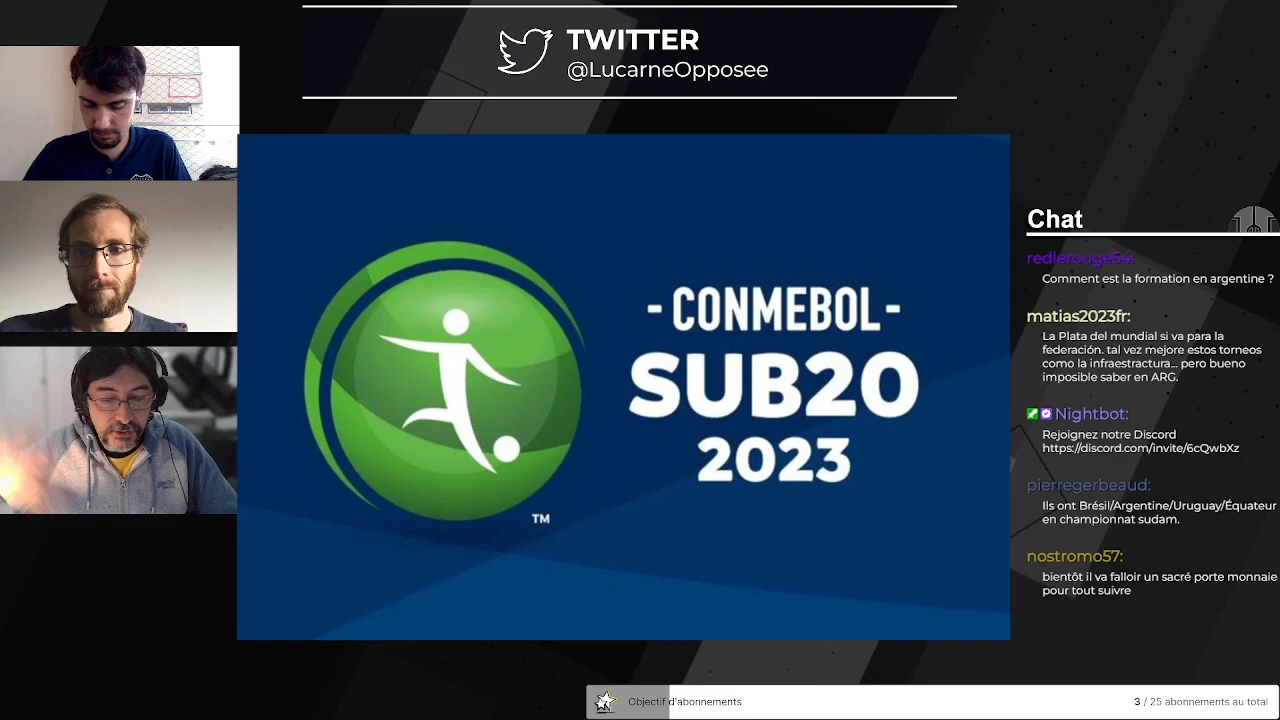 TWITTER
@LucarneOpposee
- CONMEBOL -
SUB20
2023
TM
Chat
redlerouge54:
Comment est la formation en argentine ?
matias2023fr:
La Plata del mundial si va para la
federación. tal vez mejore estos torneos
como la infraestractura... pero bueno
imposible saber en ARG.
Nightbot:
Rejoignez notre Discord
https://discord.com/invite/6cQwbXz
pierregerbeaud:
Ils ont Brésil/Argentine/Uruguay/Équateur
en championnat sudam.
nostromo57:
bientôt il va falloir un sacré porte monnaie
pour tout suivre
Objectif d'abonnements
3 / 25 abonnements au total